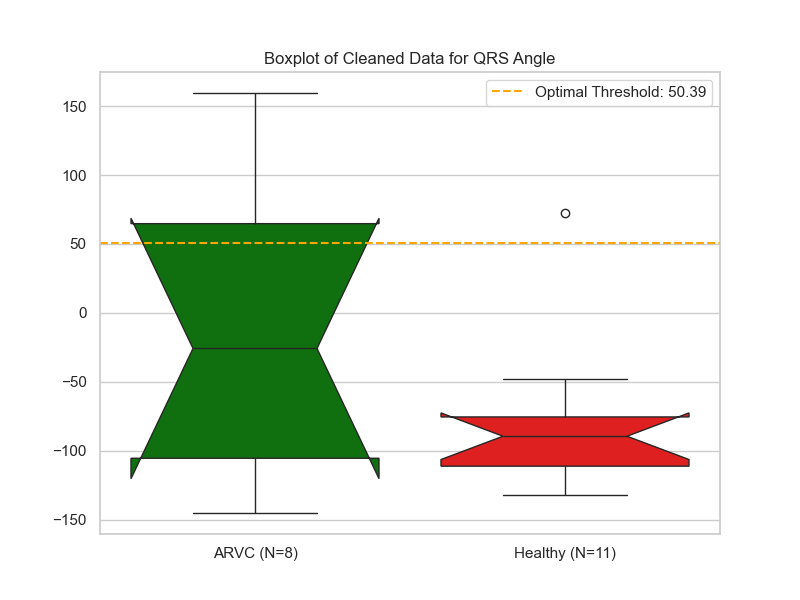 Boxplot of Cleaned Data for QRS Angle
Optimal Threshold: 50.39
150
100
50
0
−50
−100
−150
ARVC (N=8)
Healthy (N=11)